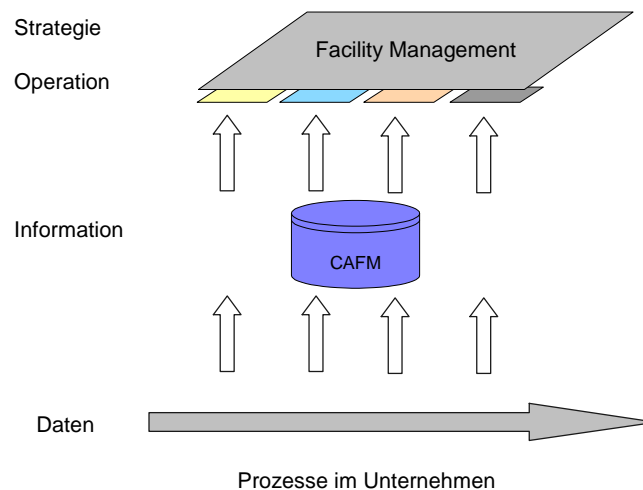 Strategie
Facility Management
Operation
Information
CAFM
Daten
Prozesse im Unternehmen